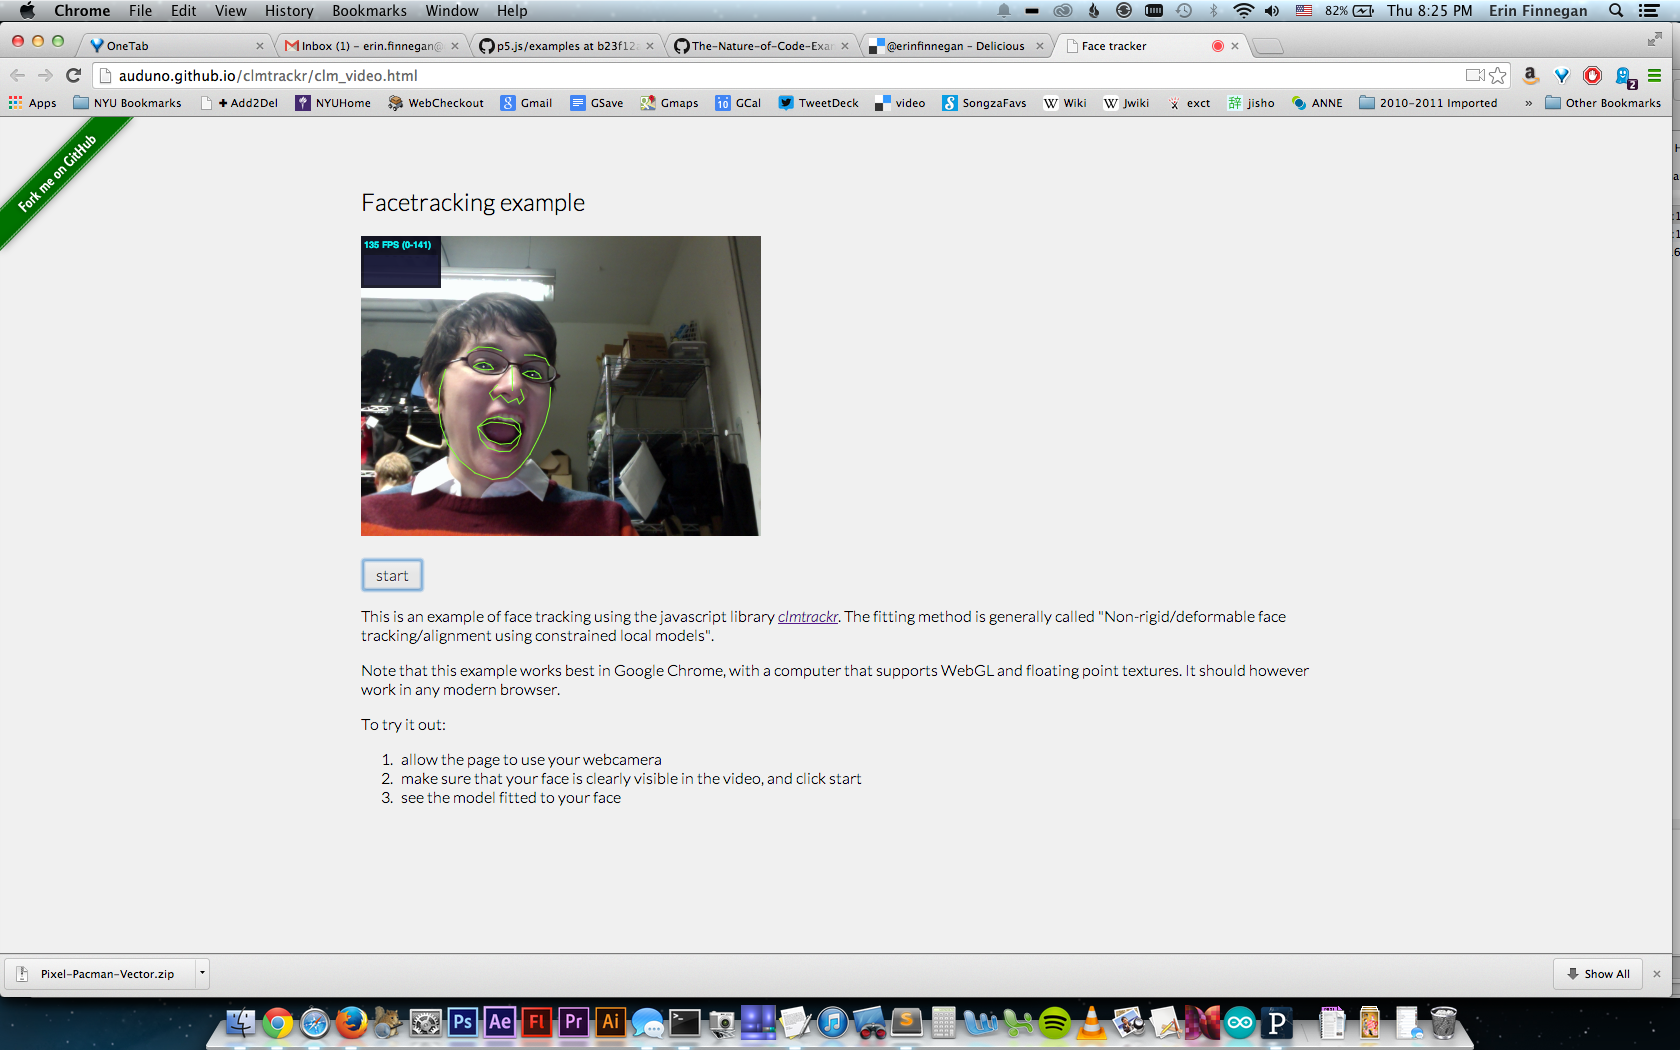 Chrome File Edit View History Bookmarks Window Help 82% Thu 8:25 PM Erin Finnegan
OneTab Inbox (1) – erin.finnegan@ p5.js/examples at b23f12 The-Nature-of-Code-Exa @erinfinnegan – Delicious Face tracker
auduno.github.io/clmtrackr/clm_video.html 2
Apps NYU Bookmarks +Add2Del NYUHome WebCheckout Gmail GSave Gmaps GCal TweetDeck video SongzaFavs Wiki Jwiki exct jisho ANNE 2010–2011 Imported » Other Bookmarks
Fork me on GitHub
Facetracking example
135 FPS (0-141)
start
This is an example of face tracking using the javascript library clmtrackr. The fitting method is generally called "Non-rigid/deformable face
tracking/alignment using constrained local models".
Note that this example works best in Google Chrome, with a computer that supports WebGL and floating point textures. It should however
work in any modern browser.
To try it out:
1. allow the page to use your webcamera
2. make sure that your face is clearly visible in the video, and click start
3. see the model fitted to your face
Pixel-Pacman-Vector.zip Show All
Ps Ae Fl Pr Ai S P